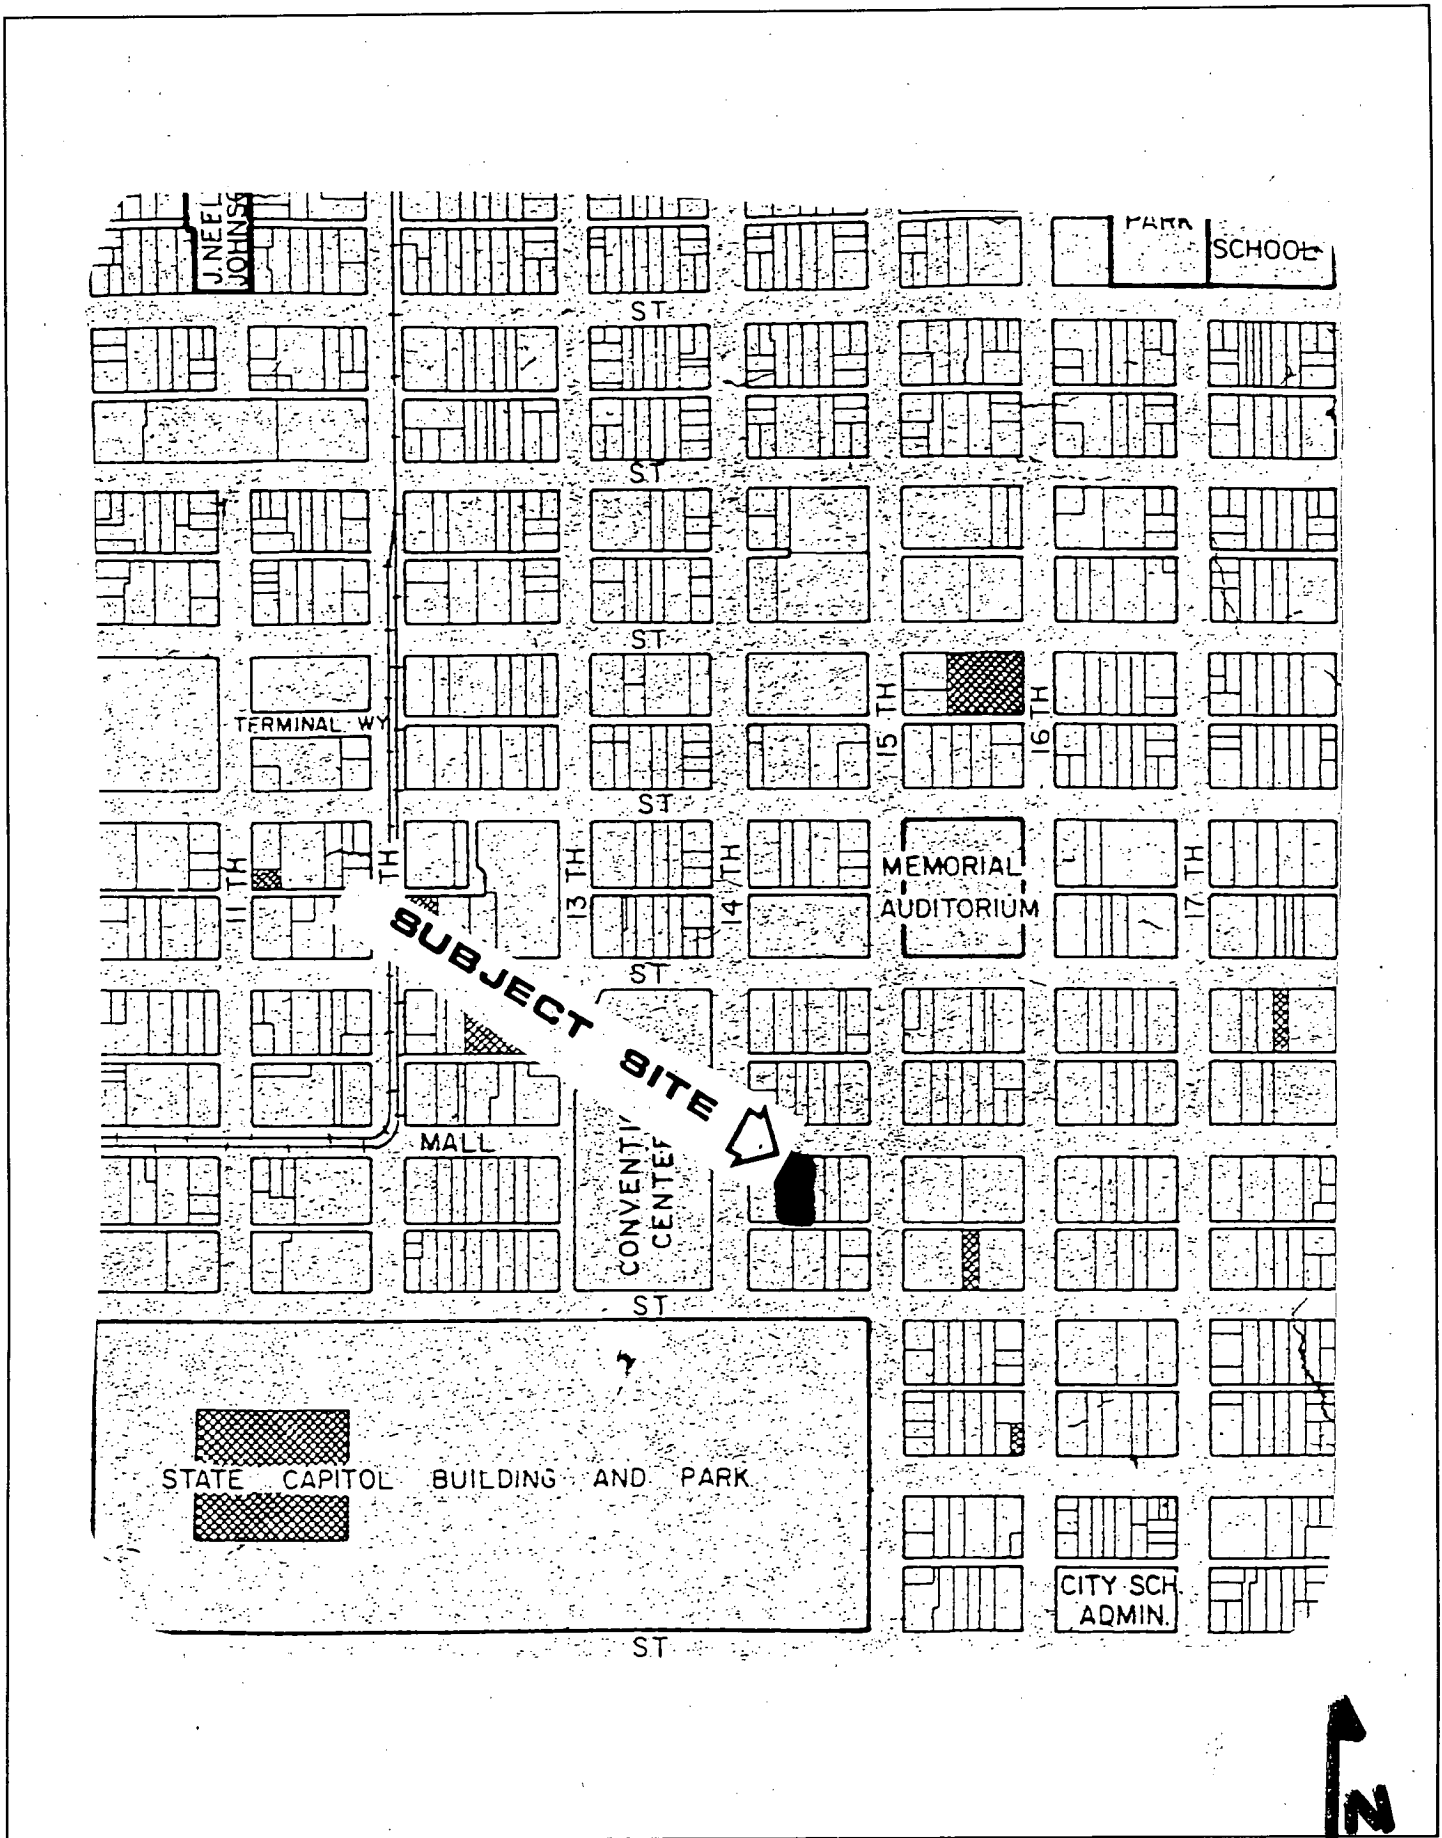 J.NEEL
JOHNS
PARK
SCHOOL
ST
ST
ST
TERMINAL WY
15 TH
16 TH
ST
11 TH
TH
13 TH
14 TH
MEMORIAL
AUDITORIUM
17 TH
ST
SUBJECT SITE
MALL
CONVENTI
CENTER
ST
STATE CAPITOL BUILDING AND PARK
CITY SCH.
ADMIN.
ST
N